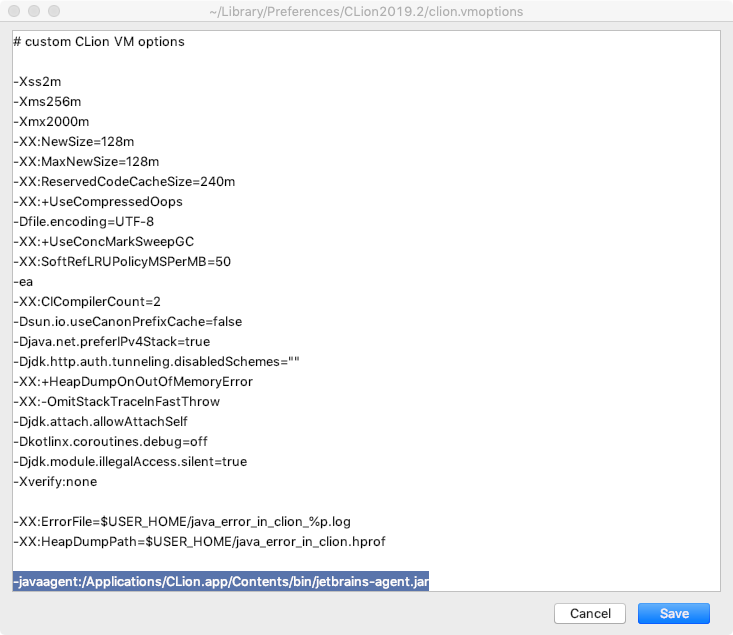 ~/Library/Preferences/CLion2019.2/clion.vmoptions
# custom CLion VM options
-Xss2m
-Xms256m
-Xmx2000m
-XX:NewSize=128m
-XX:MaxNewSize=128m
-XX:ReservedCodeCacheSize=240m
-XX:+UseCompressedOops
-Dfile.encoding=UTF-8
-XX:+UseConcMarkSweepGC
-XX:SoftRefLRUPolicyMSPerMB=50
-ea
-XX:CICompilerCount=2
-Dsun.io.useCanonPrefixCache=false
-Djava.net.preferIPv4Stack=true
-Djdk.http.auth.tunneling.disabledSchemes=""
-XX:+HeapDumpOnOutOfMemoryError
-XX:-OmitStackTraceInFastThrow
-Djdk.attach.allowAttachSelf
-Dkotlinx.coroutines.debug=off
-Djdk.module.illegalAccess.silent=true
-Xverify:none
-XX:ErrorFile=$USER_HOME/java_error_in_clion_%p.log
-XX:HeapDumpPath=$USER_HOME/java_error_in_clion.hprof
-javaagent:/Applications/CLion.app/Contents/bin/jetbrains-agent.jar
Cancel Save